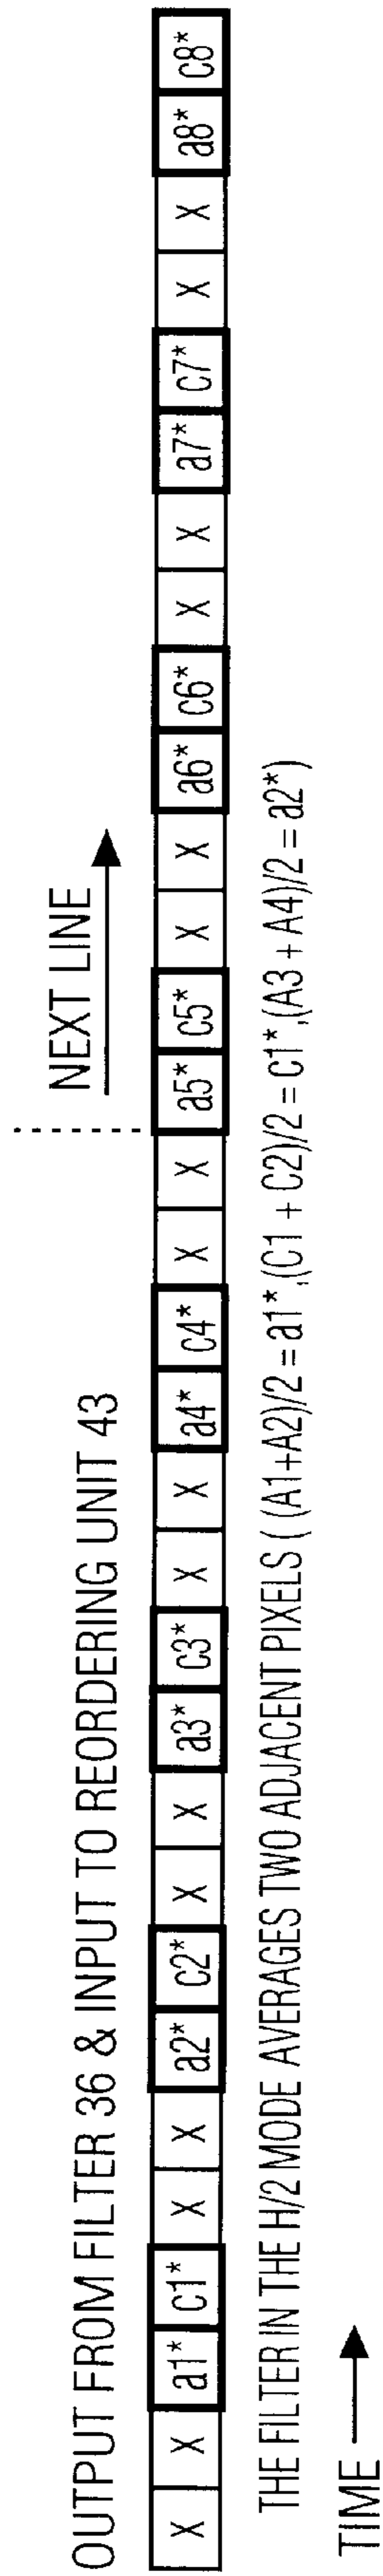 OUTPUT FROM FILTER 36 & INPUT TO REORDERING UNIT 43
NEXT LINE
X X a1* c1* X X a2* c2* X X a3* c3* X X a4* c4* X X a5* c5* X X a6* c6* X X a7* c7* X X a8* c8*
THE FILTER IN THE H/2 MODE AVERAGES TWO ADJACENT PIXELS ( (A1+A2)/2 = a1*,(C1 + C2)/2 = c1*,(A3 + A4)/2 = a2*)
TIME